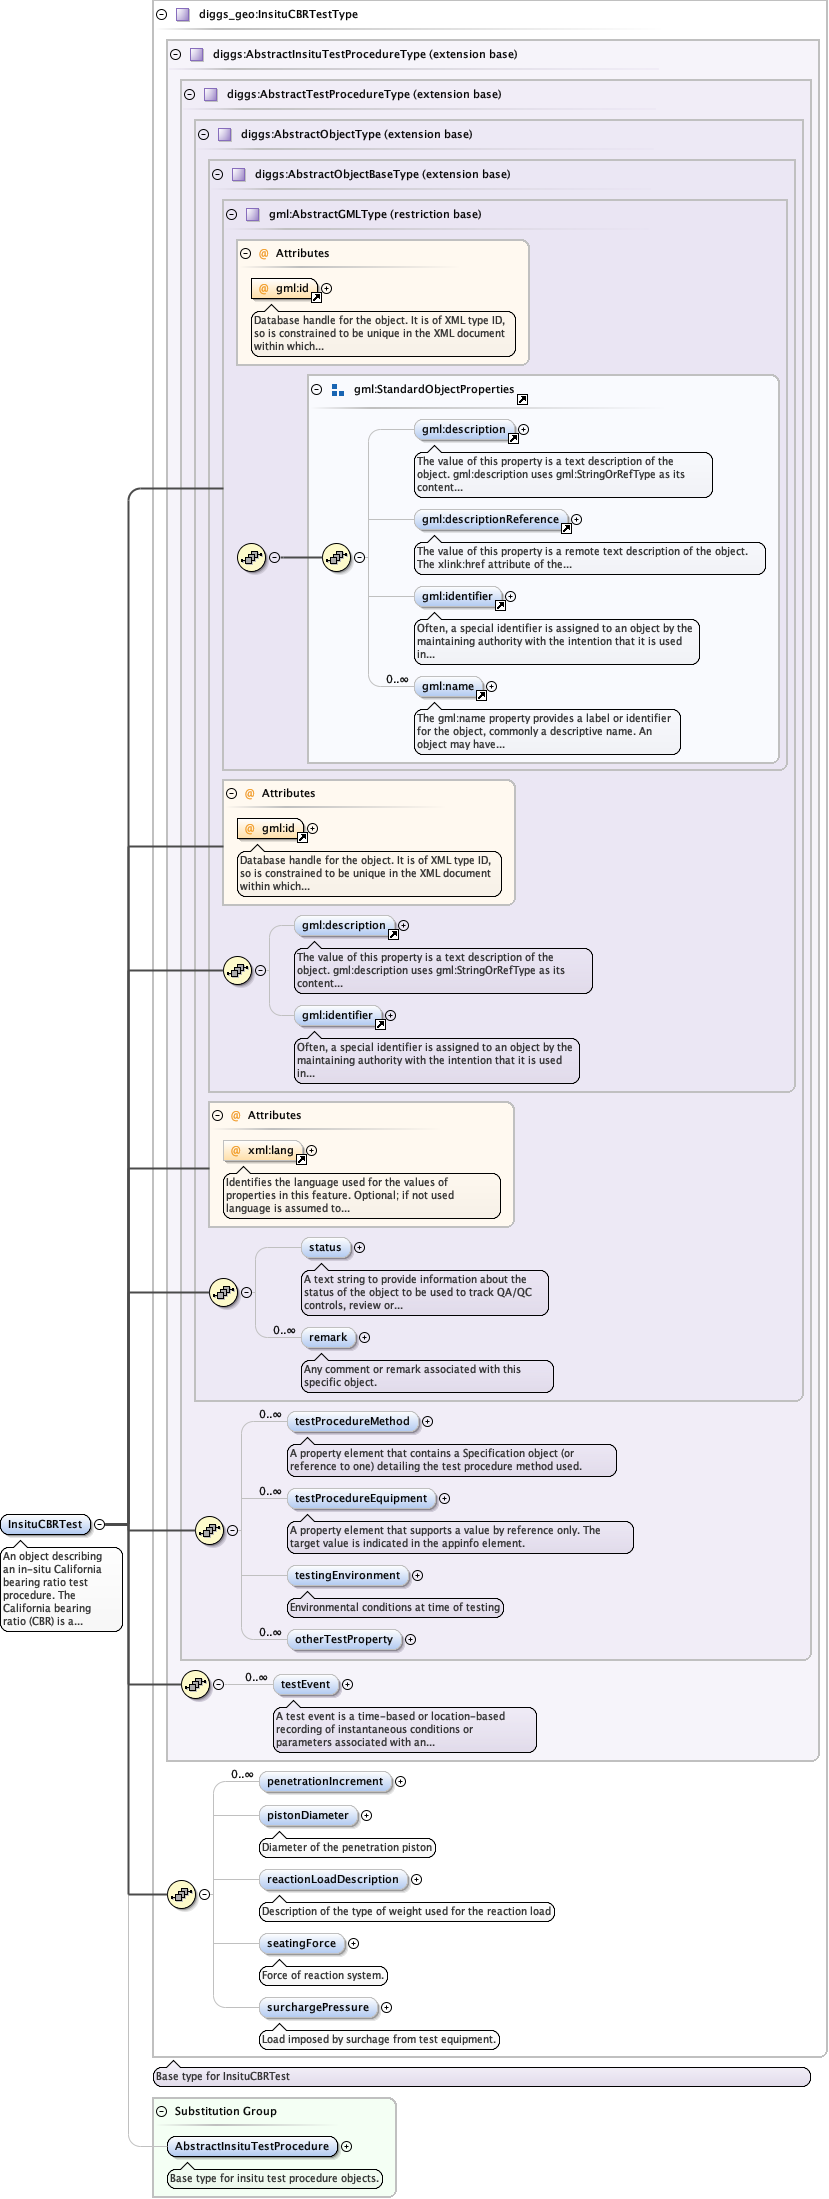 diggs_geo:InsituCBRTestType
diggs:AbstractInsituTestProcedureType (extension base)
diggs:AbstractTestProcedureType (extension base)
diggs:AbstractObjectType (extension base)
diggs:AbstractObjectBaseType (extension base)
gml:AbstractGMLType (restriction base)
@ Attributes
@ gml:id
Database handle for the object. It is of XML type ID,
so is constrained to be unique in the XML document
within which...
gml:StandardObjectProperties
gml:description
The value of this property is a text description of the
object. gml:description uses gml:StringOrRefType as its
content...
gml:descriptionReference
The value of this property is a remote text description of the object.
The xlink:href attribute of the...
gml:identifier
Often, a special identifier is assigned to an object by the
maintaining authority with the intention that it is used
in...
0..∞
gml:name
The gml:name property provides a label or identifier
for the object, commonly a descriptive name. An
object may have...
@ Attributes
@ gml:id
Database handle for the object. It is of XML type ID,
so is constrained to be unique in the XML document
within which...
gml:description
The value of this property is a text description of the
object. gml:description uses gml:StringOrRefType as its
content...
gml:identifier
Often, a special identifier is assigned to an object by the
maintaining authority with the intention that it is used
in...
@ Attributes
@ xml:lang
Identifies the language used for the values of
properties in this feature. Optional; if not used
language is assumed to...
status
A text string to provide information about the
status of the object to be used to track QA/QC
controls, review or...
0..∞
remark
Any comment or remark associated with this
specific object.
0..∞
testProcedureMethod
A property element that contains a Specification object (or
reference to one) detailing the test procedure method used.
0..∞
testProcedureEquipment
A property element that supports a value by reference only. The
target value is indicated in the appinfo element.
testingEnvironment
Environmental conditions at time of testing
0..∞
otherTestProperty
InsituCBRTest
An object describing
an in-situ California
bearing ratio test
procedure. The
California bearing
ratio (CBR) is a...
0..∞
testEvent
A test event is a time-based or location-based
recording of instantaneous conditions or
parameters associated with an...
0..∞
penetrationIncrement
pistonDiameter
Diameter of the penetration piston
reactionLoadDescription
Description of the type of weight used for the reaction load
seatingForce
Force of reaction system.
surchargePressure
Load imposed by surchage from test equipment.
Base type for InsituCBRTest
Substitution Group
AbstractInsituTestProcedure
Base type for insitu test procedure objects.